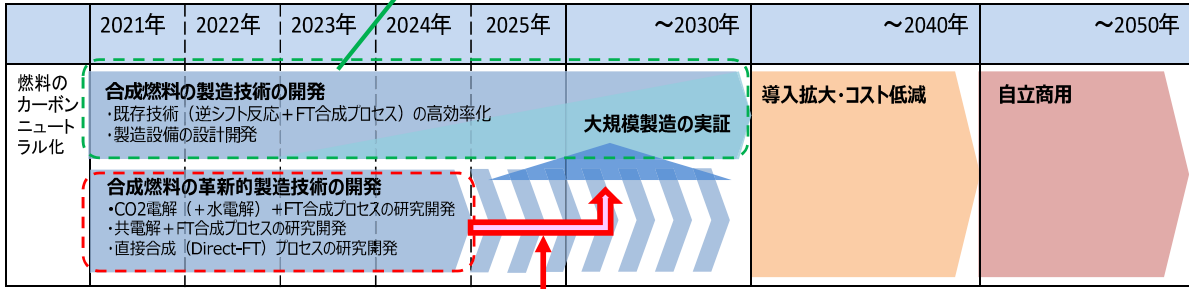 2021年 2022年 2023年 2024年 2025年 ～2030年 ～2040年 ～2050年
燃料の
カーボン
ニュート
ラル化
合成燃料の製造技術の開発
・既存技術（逆シフト反応＋FT合成プロセス）の高効率化
・製造設備の設計開発
大規模製造の実証
導入拡大・コスト低減
自立商用
合成燃料の革新的製造技術の開発
・CO2電解（＋水電解）＋FT合成プロセスの研究開発
・共電解＋FT合成プロセスの研究開発
・直接合成（Direct-FT）プロセスの研究開発